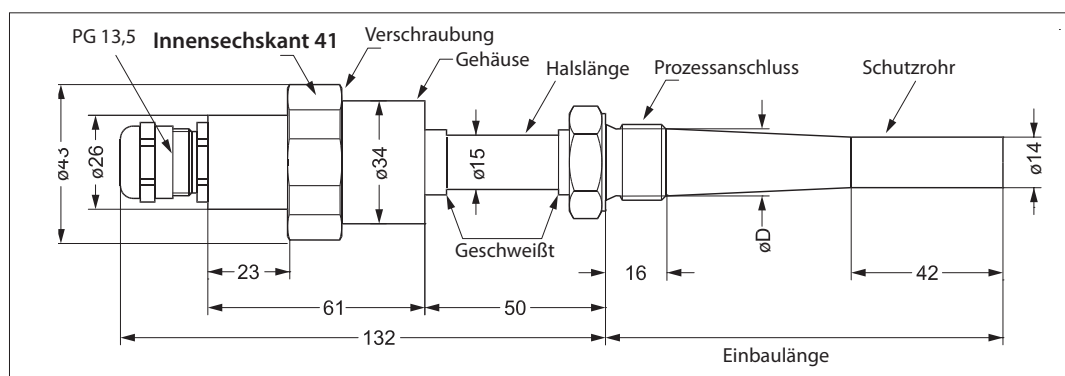 PG 13,5
Innensechskant 41
Verschraubung
Gehäuse
Halslänge
Prozessanschluss
Schutzrohr
ø43
ø26
ø34
ø15
øD
ø14
Geschweißt
23
16
42
61
50
132
Einbaulänge